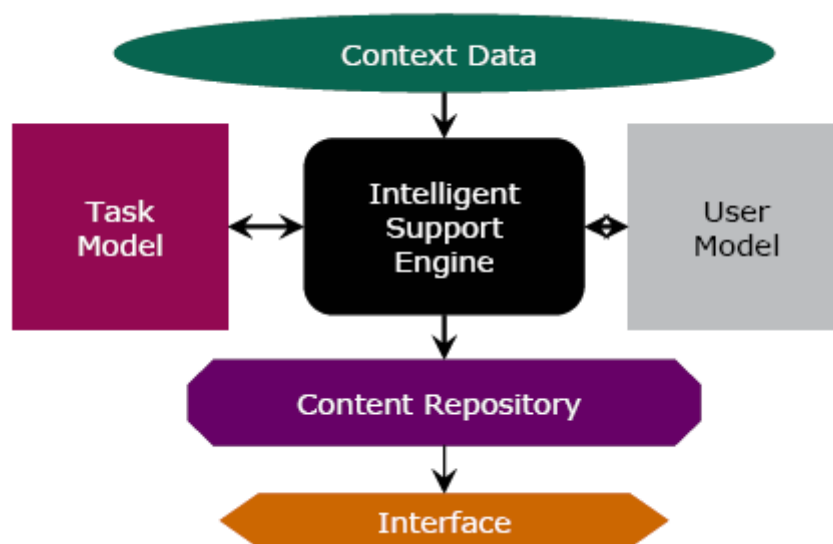 Context Data
Task
Model
Intelligent
Support
Engine
User
Model
Content Repository
Interface